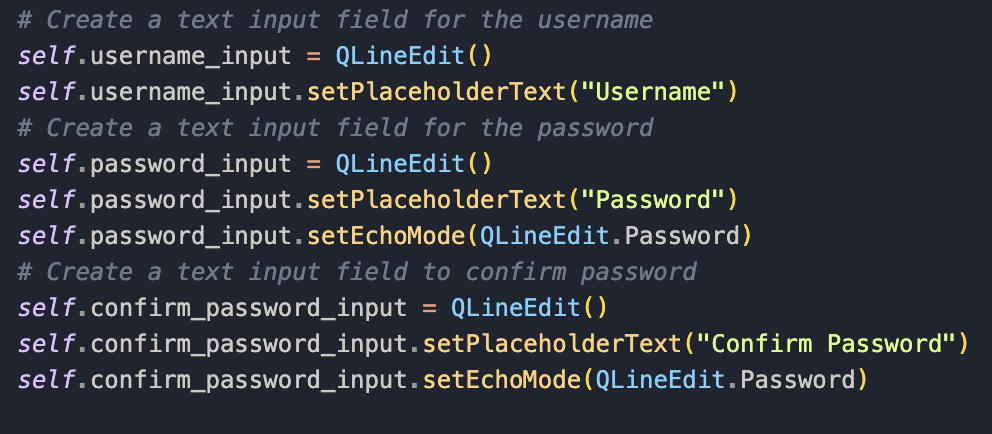 # Create a text input field for the username
self.username_input = QLineEdit()
self.username_input.setPlaceholderText("Username")
# Create a text input field for the password
self.password_input = QLineEdit()
self.password_input.setPlaceholderText("Password")
self.password_input.setEchoMode(QLineEdit.Password)
# Create a text input field to confirm password
self.confirm_password_input = QLineEdit()
self.confirm_password_input.setPlaceholderText("Confirm Password")
self.confirm_password_input.setEchoMode(QLineEdit.Password)